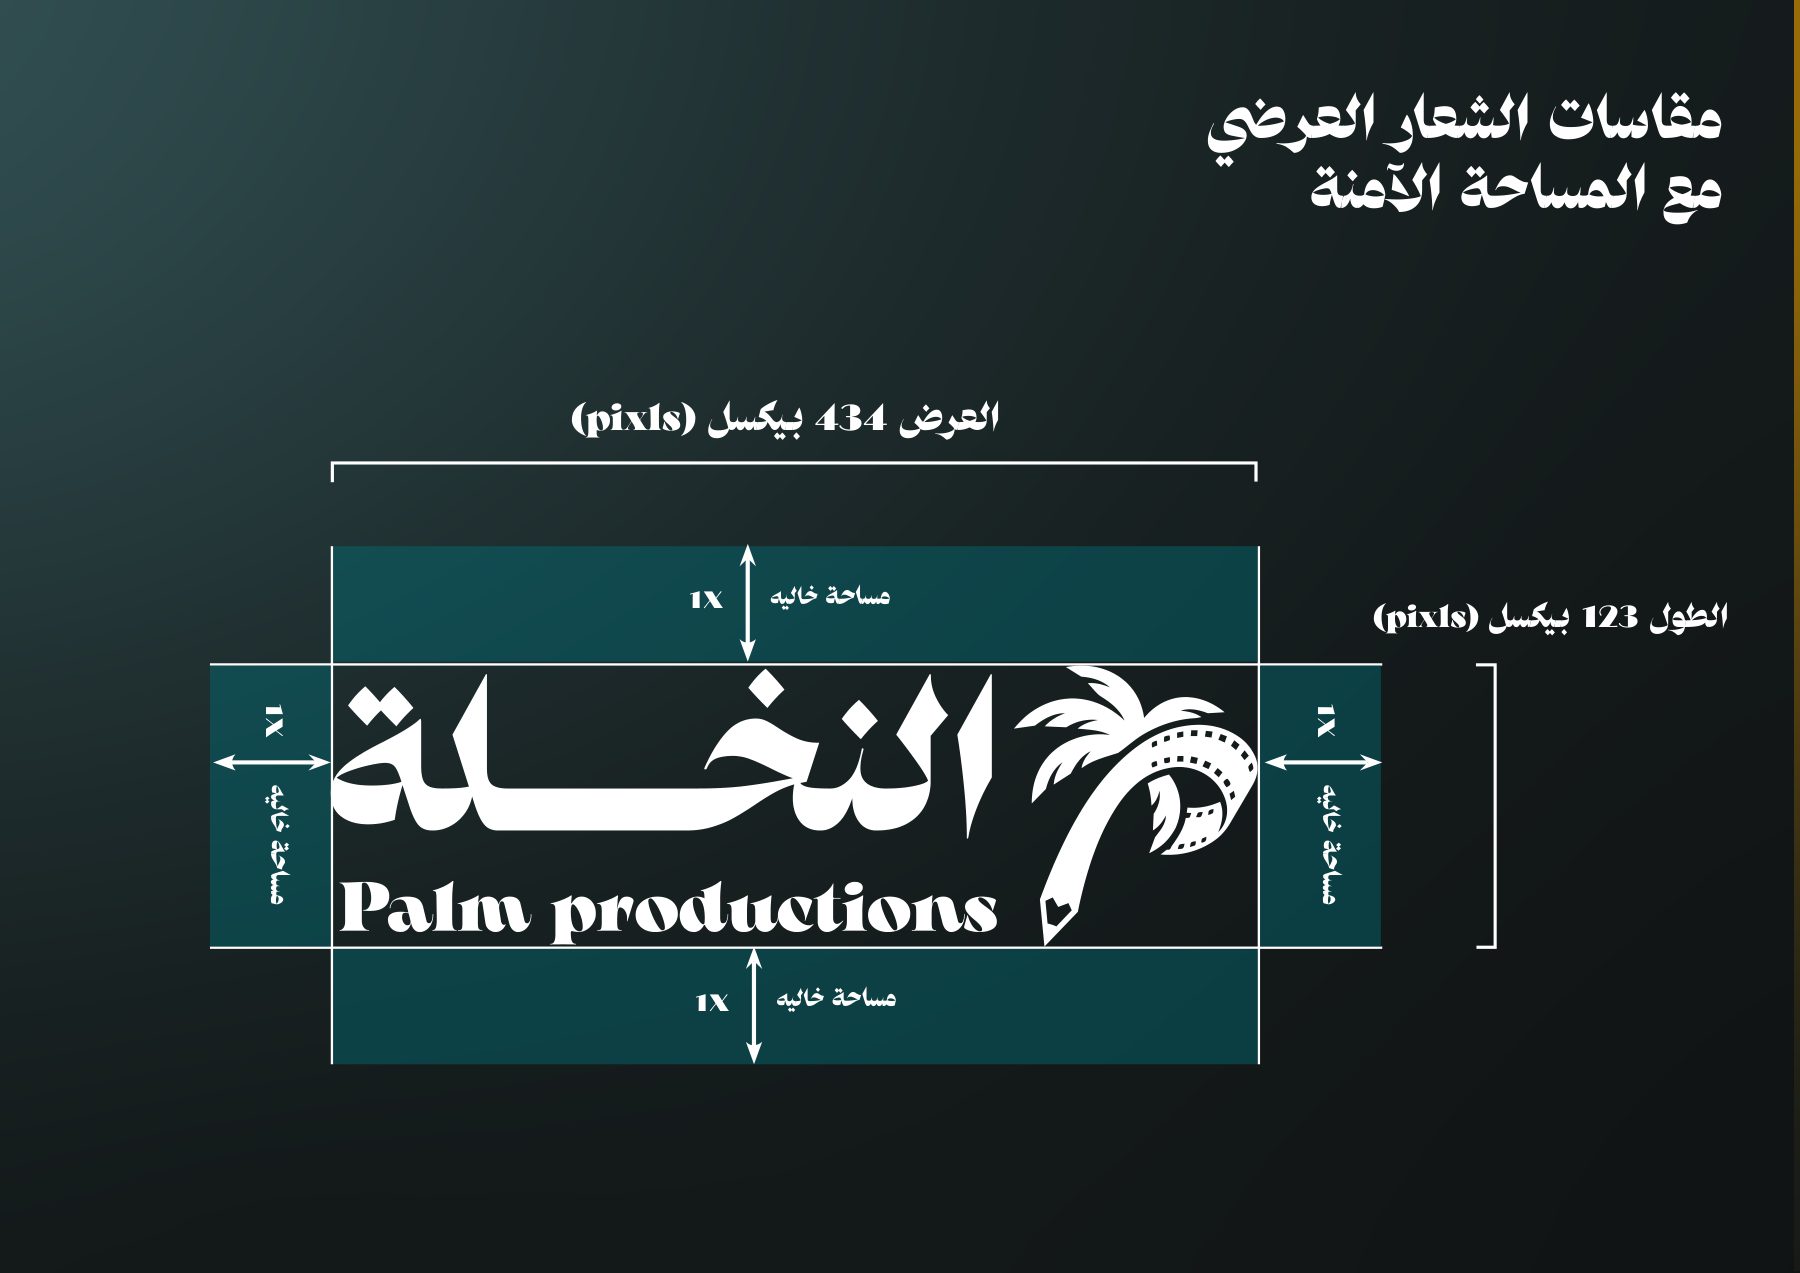 مقاسات الشعار العرضي
مع المساحة الآمنة
العرض 434 بيكسل (pixls)
مساحة خاليه 1X
الطول 123 بيكسل (pixls)
1X مساحة خاليه
النخلة
Palm productions
1X مساحة خاليه
مساحة خاليه 1X